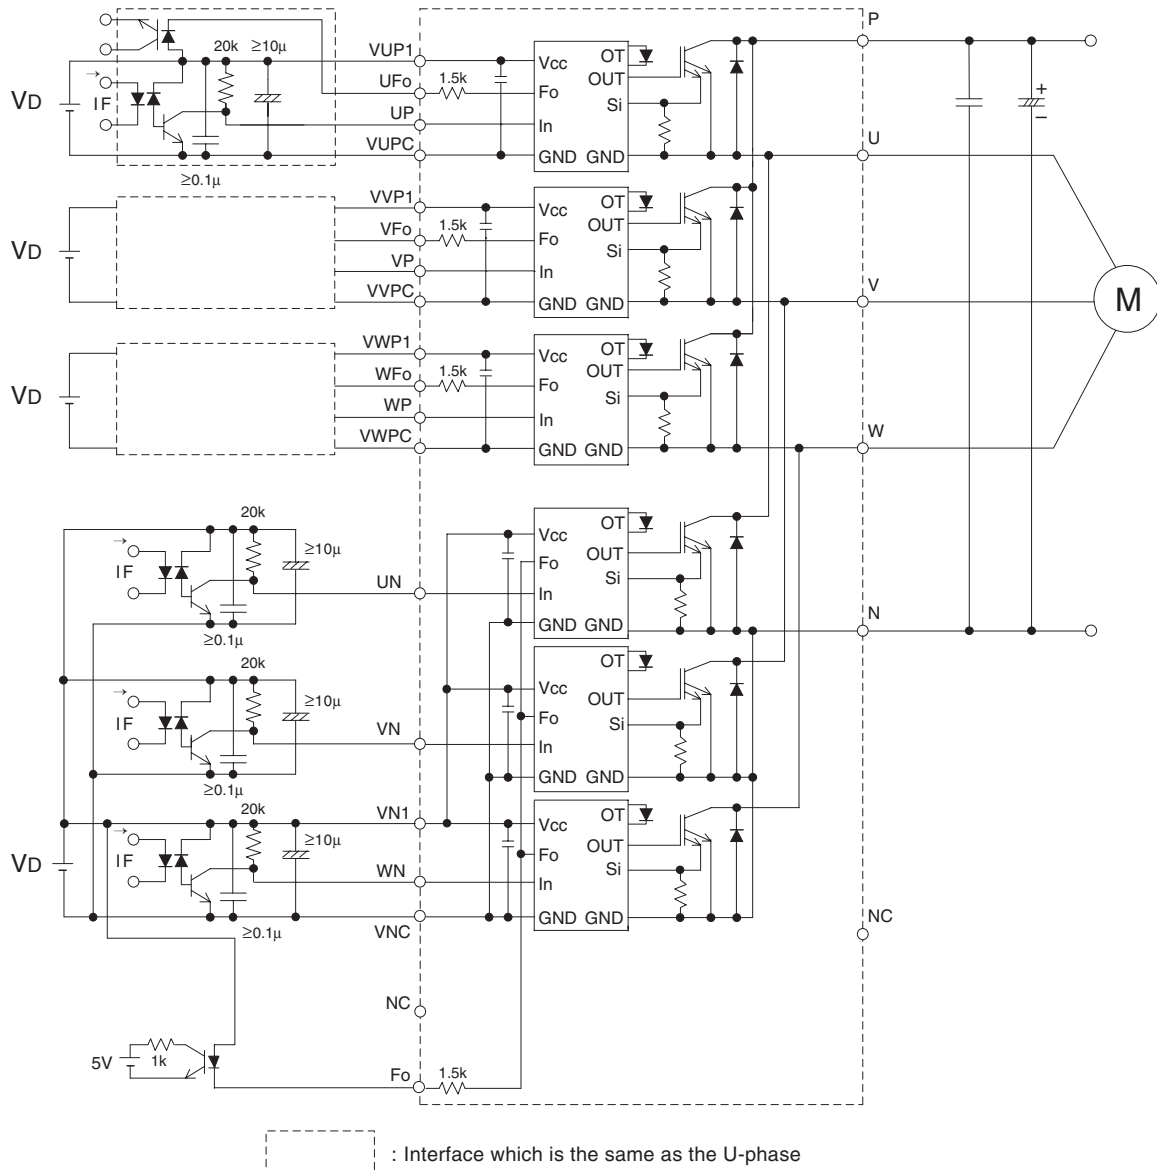 P
20k ≥10µ
VUP1
VD
IF
UFo
1.5k
UP
VUPC
≥0.1µ
Vcc
Fo
In
GND GND
OT
OUT
Si
+
–
U
VD
VVP1
VFo
1.5k
VP
VVPC
Vcc
Fo
In
GND GND
OT
OUT
Si
V
M
VD
VWP1
WFo
1.5k
WP
VWPC
Vcc
Fo
In
GND GND
OT
OUT
Si
W
20k
≥10µ
→
IF
≥0.1µ
UN
Vcc
Fo
In
GND GND
OT
OUT
Si
N
20k
≥10µ
→
IF
≥0.1µ
VN
Vcc
Fo
In
GND GND
OT
OUT
Si
20k
≥10µ
VN1
VD
→
IF
≥0.1µ
WN
VNC
Vcc
Fo
In
GND GND
OT
OUT
Si
NC
NC
5V
1k
Fo
1.5k
: Interface which is the same as the U-phase